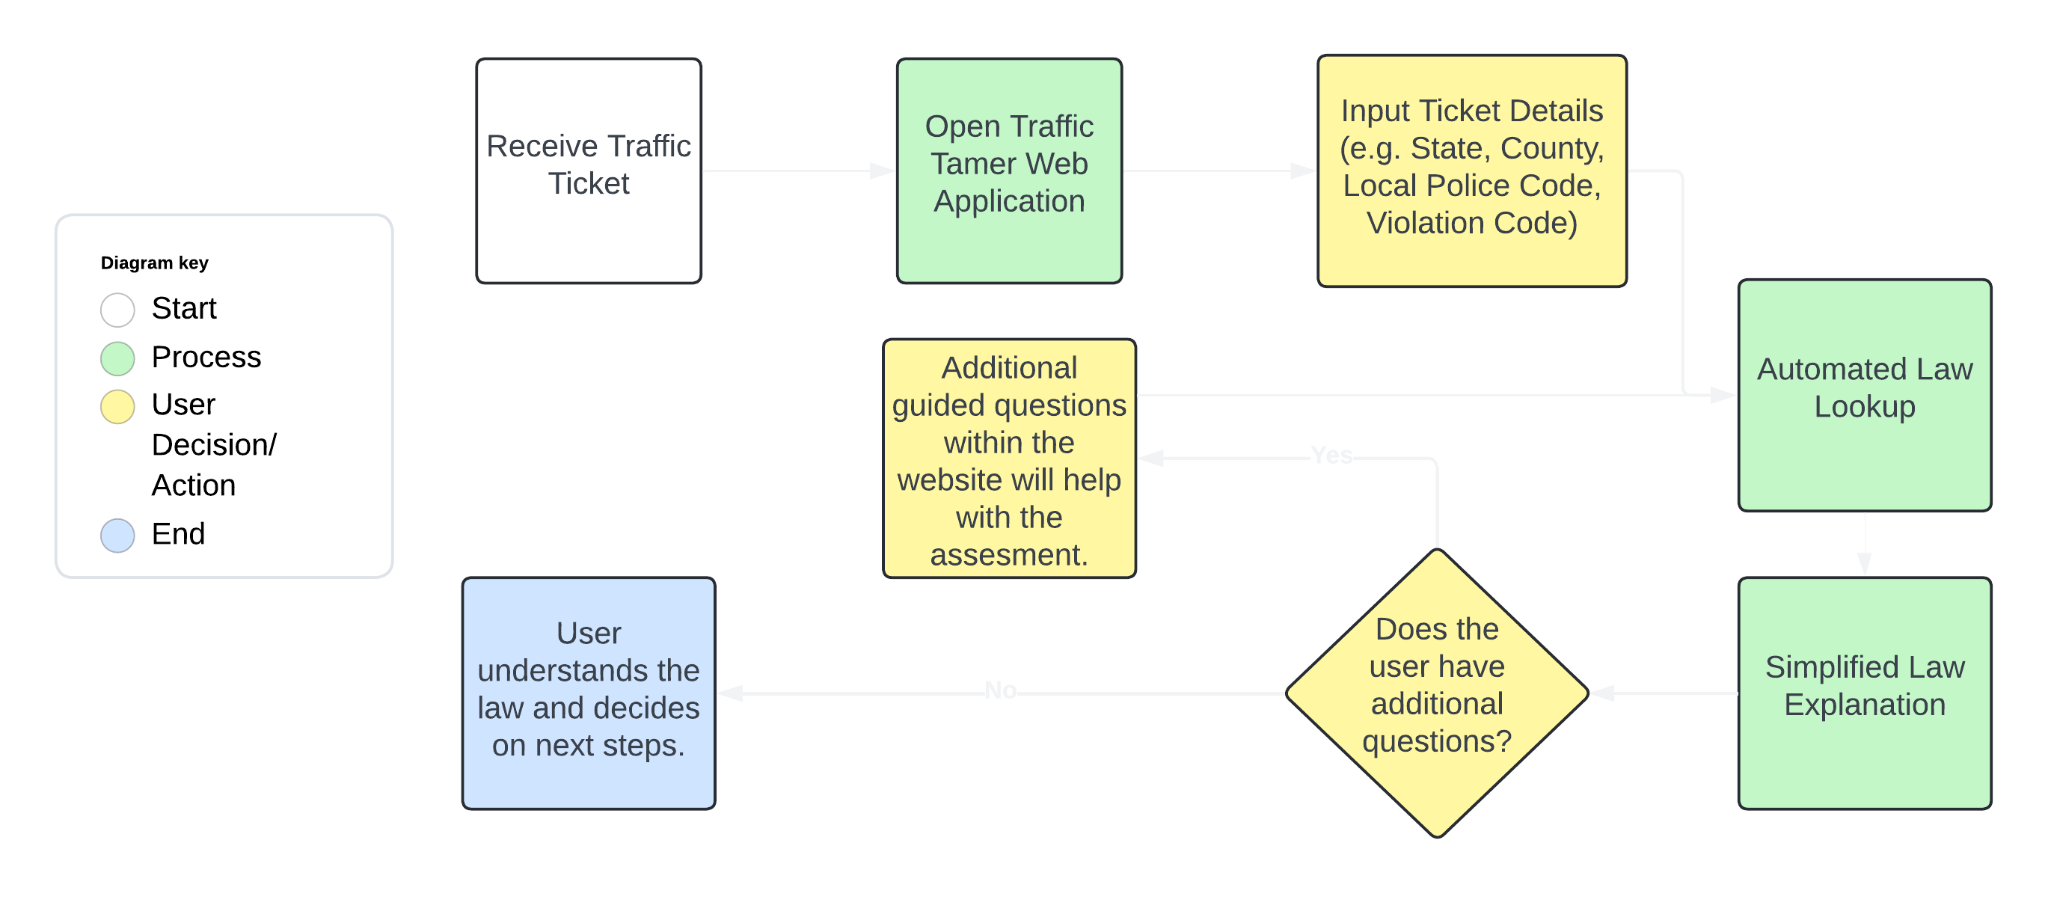 Receive Traffic
Ticket
Open Traffic
Tamer Web
Application
Input Ticket Details
(e.g. State, County,
Local Police Code,
Violation Code)
Diagram key
Start
Process
User
Decision/
Action
End
Additional
guided questions
within the
website will help
with the
assesment.
Automated Law
Lookup
Yes
User
understands the
law and decides
on next steps.
No
Does the
user have
additional
questions?
Simplified Law
Explanation